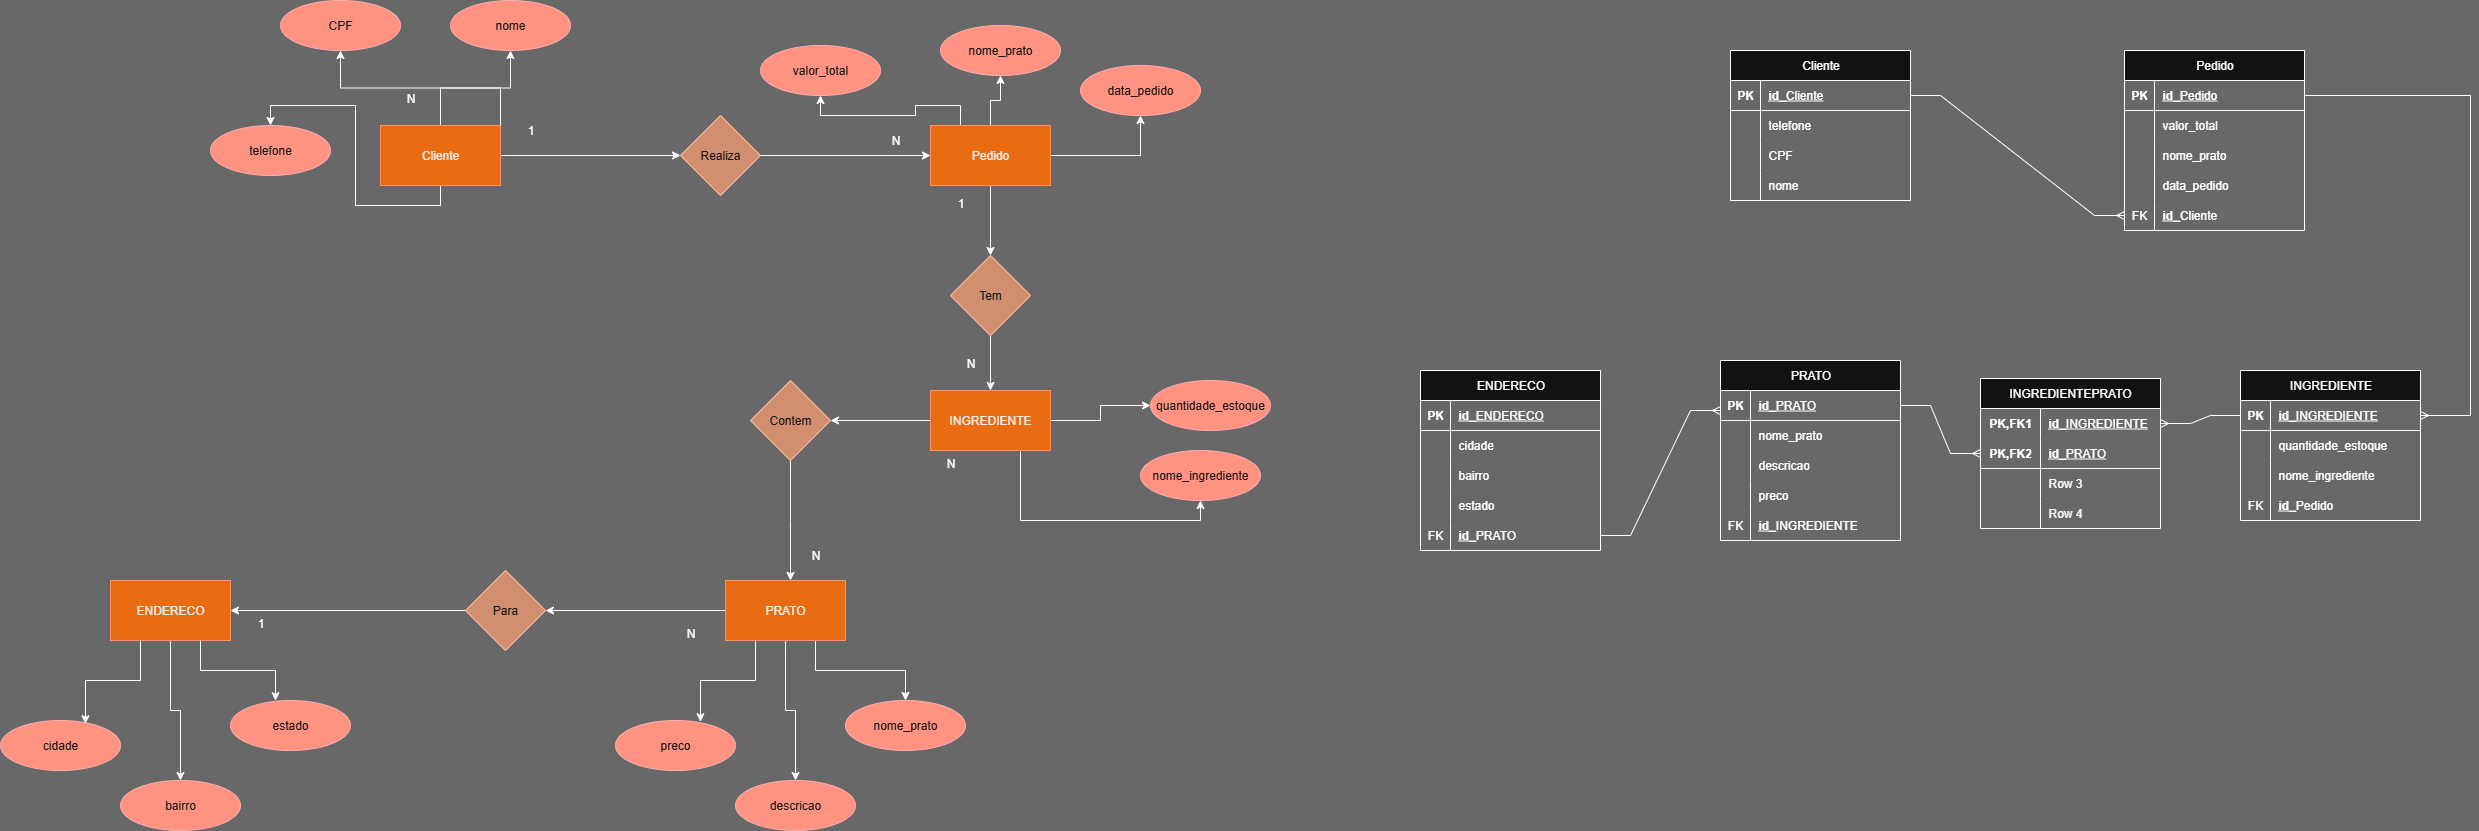 CPF
nome
N
telefone
Cliente
1
Realiza
N
valor_total
nome_prato
data_pedido
Pedido
1
Tem
N
INGREDIENTE
quantidade_estoque
nome_ingrediente
N
Contem
N
PRATO
N
Para
1
ENDERECO
cidade
bairro
estado
preco
descricao
nome_prato
Cliente
PK id_Cliente
telefone
CPF
nome
Pedido
PK id_Pedido
valor_total
nome_prato
data_pedido
FK id_Cliente
ENDERECO
PK id_ENDERECO
cidade
bairro
estado
FK id_PRATO
PRATO
PK id_PRATO
nome_prato
descricao
preco
FK id_INGREDIENTE
INGREDIENTEPRATO
PK,FK1 id_INGREDIENTE
PK,FK2 id_PRATO
Row 3
Row 4
INGREDIENTE
PK id_INGREDIENTE
quantidade_estoque
nome_ingrediente
FK id_Pedido